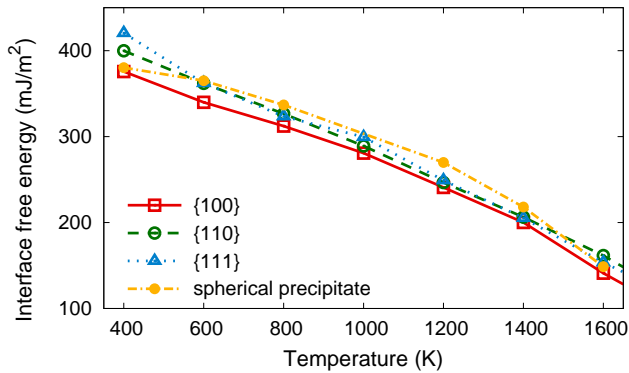 Interface free energy (mJ/m²)
400
300
200
100
{100}
{110}
{111}
spherical precipitate
400 600 800 1000 1200 1400 1600
Temperature (K)